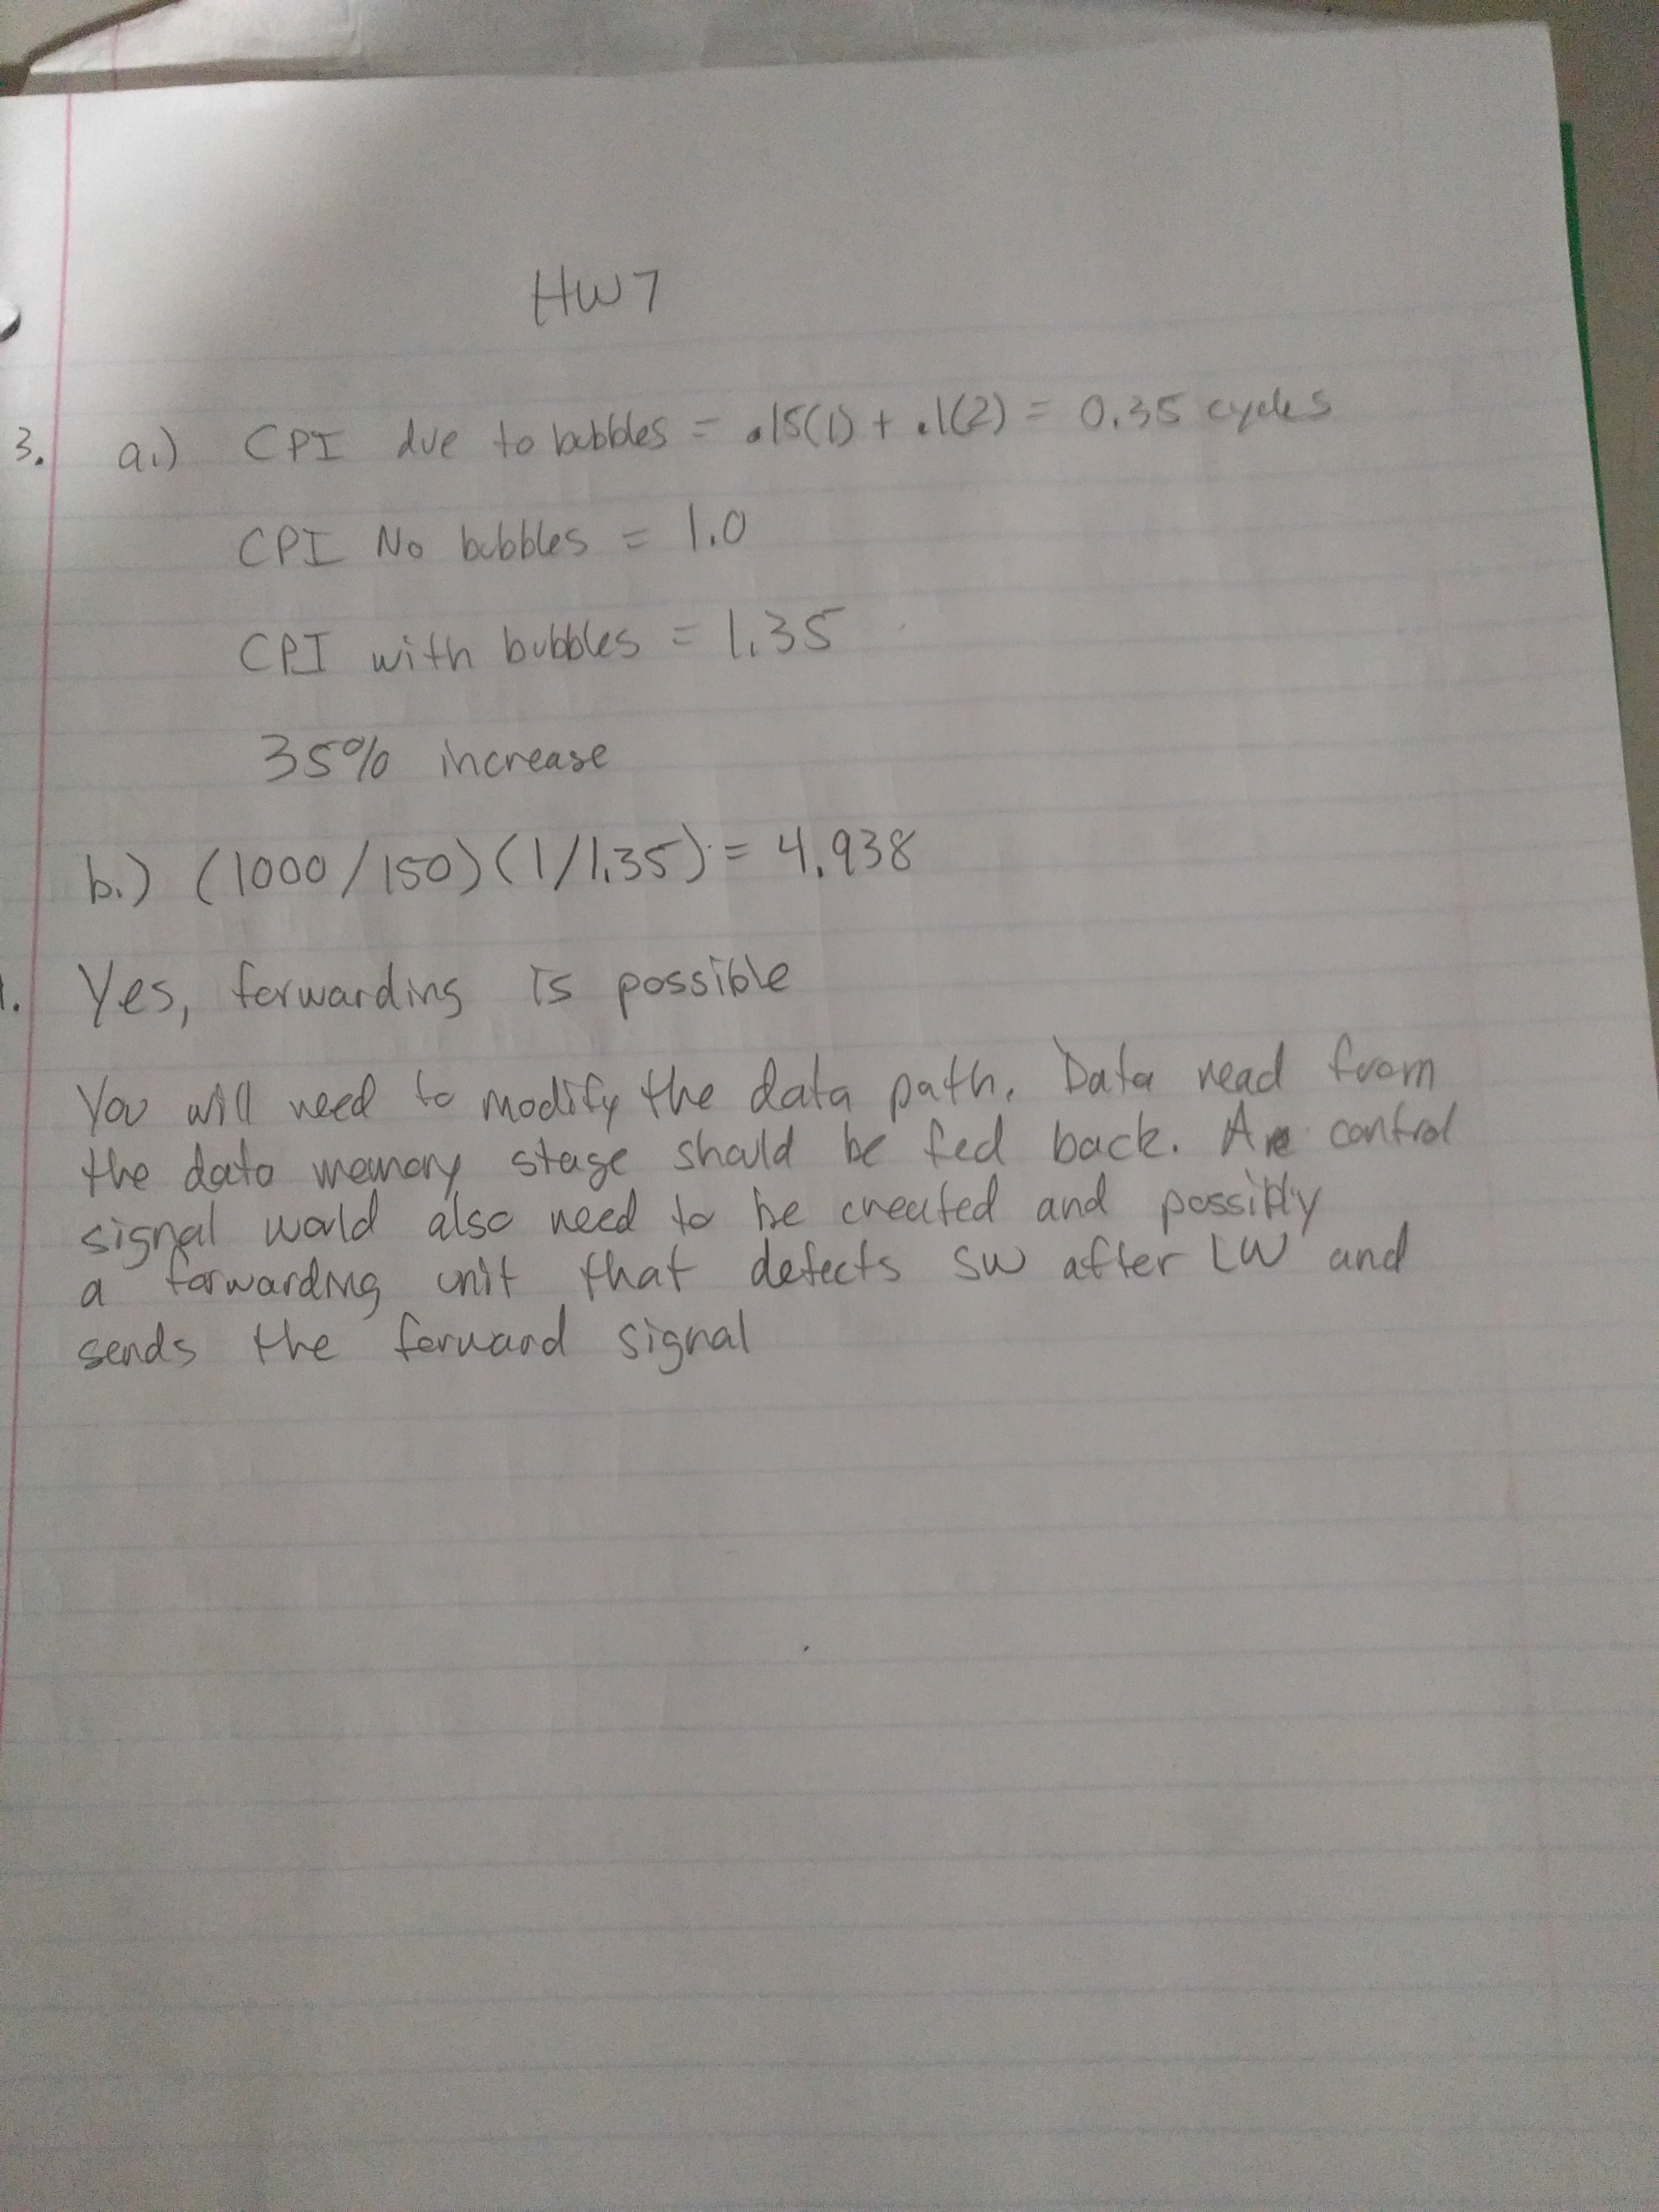 HW7
3. a.) CPI due to bubbles = .15(1) + .1(2) = 0.35 cycles
CPI No bubbles = 1.0
CPI with bubbles = 1.35
35% increase
b.) (1000/150)(1/1.35) = 4.938
. Yes, forwarding is possible
You will need to modify the data path. Data read from
the data memory stage should be fed back. A control
signal would also need to be created and possibly
a forwarding unit that detects SW after LW and
sends the forward signal